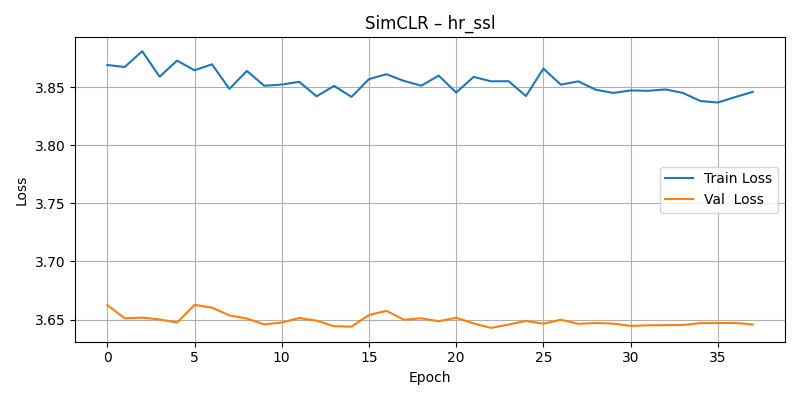 SimCLR – hr_ssl
Loss
3.85
3.80
3.75
3.70
3.65
Train Loss
Val  Loss
0 5 10 15 20 25 30 35
Epoch